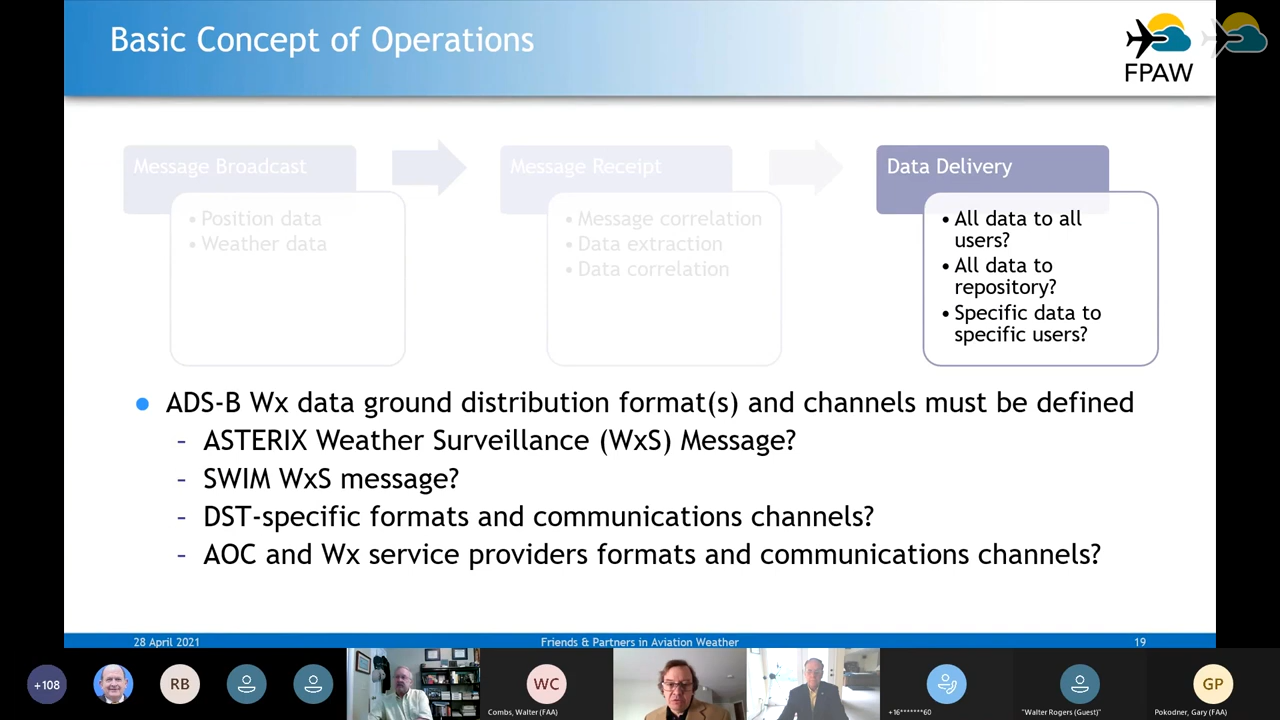 Basic Concept of Operations
FPAW
Message Broadcast
• Position data
• Weather data
Message Receipt
• Message correlation
• Data extraction
• Data correlation
Data Delivery
• All data to all
users?
• All data to
repository?
• Specific data to
specific users?
● ADS-B Wx data ground distribution format(s) and channels must be defined
- ASTERIX Weather Surveillance (WxS) Message?
- SWIM WxS message?
- DST-specific formats and communications channels?
- AOC and Wx service providers formats and communications channels?
28 April 2021
Friends & Partners in Aviation Weather
19
+108
RB
WC
Combs, Walter (FAA)
+16*******60
"Walter Rogers (Guest)"
GP
Pokodner, Gary (FAA)